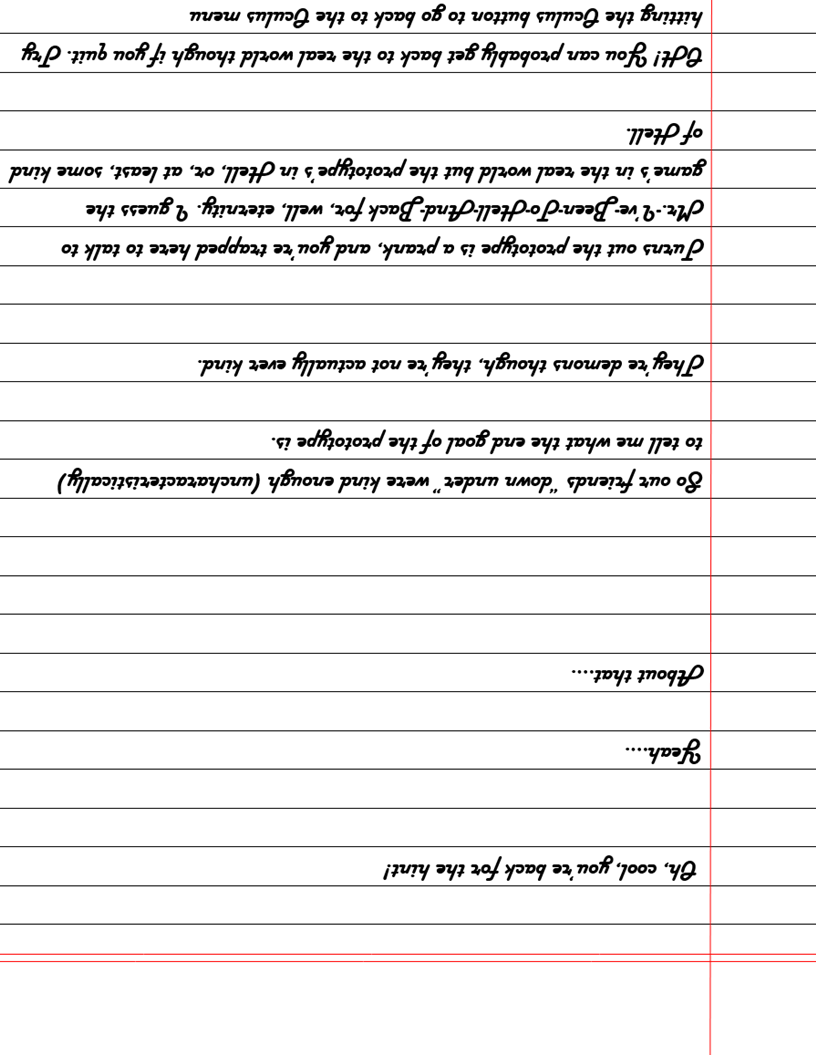 Oh, cool, you're back for the hint!
Yeah....
About that....
So our friends "down under" were kind enough (uncharacteristically)
to tell me what the end goal of the prototype is.
They're demons though, they're not actually ever kind.
Turns out the prototype is a prank, and you're trapped here to talk to
Mr.-I've-Been-To-Hell-And-Back for, well, eternity. I guess the
game's in the real world but the prototype's in Hell, or, at least, some kind
of Hell.
OH! You can probably get back to the real world though if you quit. Try
hitting the Oculus button to go back to the Oculus menu